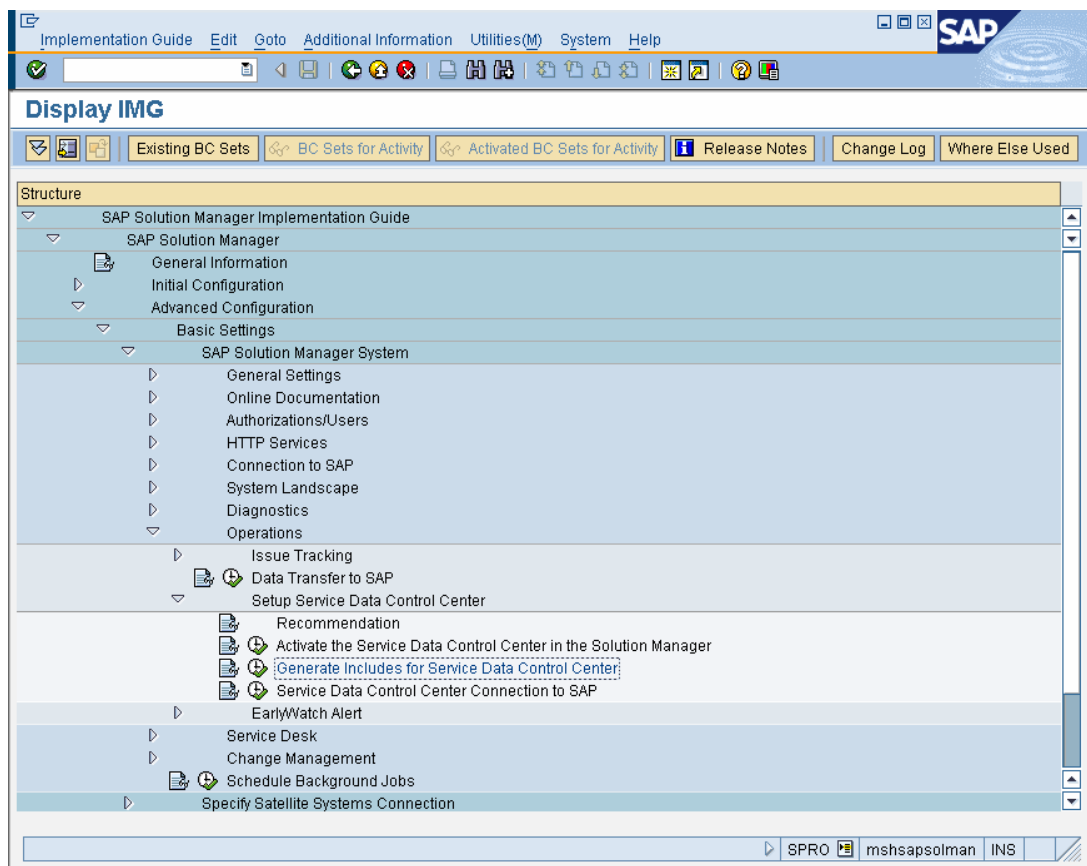 Implementation Guide Edit Goto Additional Information Utilities(M) System Help
SAP
Display IMG
Existing BC Sets BC Sets for Activity Activated BC Sets for Activity Release Notes Change Log Where Else Used
Structure
SAP Solution Manager Implementation Guide
SAP Solution Manager
General Information
Initial Configuration
Advanced Configuration
Basic Settings
SAP Solution Manager System
General Settings
Online Documentation
Authorizations/Users
HTTP Services
Connection to SAP
System Landscape
Diagnostics
Operations
Issue Tracking
Data Transfer to SAP
Setup Service Data Control Center
Recommendation
Activate the Service Data Control Center in the Solution Manager
Generate Includes for Service Data Control Center
Service Data Control Center Connection to SAP
EarlyWatch Alert
Service Desk
Change Management
Schedule Background Jobs
Specify Satellite Systems Connection
SPRO mshsapsolman INS